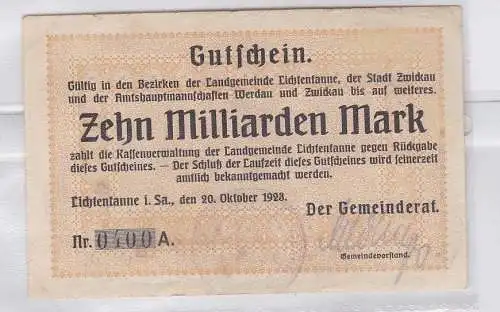 Gutschein.
Gültig in den Bezirken der Landgemeinde Lichtentanne, der Stadt Zwickau
und der Amtshauptmannschaften Werdau und Zwickau bis auf weiteres.
Zehn Milliarden Mark
zahlt die Kassenverwaltung der Landgemeinde Lichtentanne gegen Rückgabe
dieses Gutscheines. — Der Schluß der Laufzeit dieses Gutscheines wird seinerzeit
amtlich bekanntgemacht werden.
Lichtentanne i. Sa., den 20. Oktober 1923.
Der Gemeinderat.
Nr. 0400 A.
Gemeindevorstand.